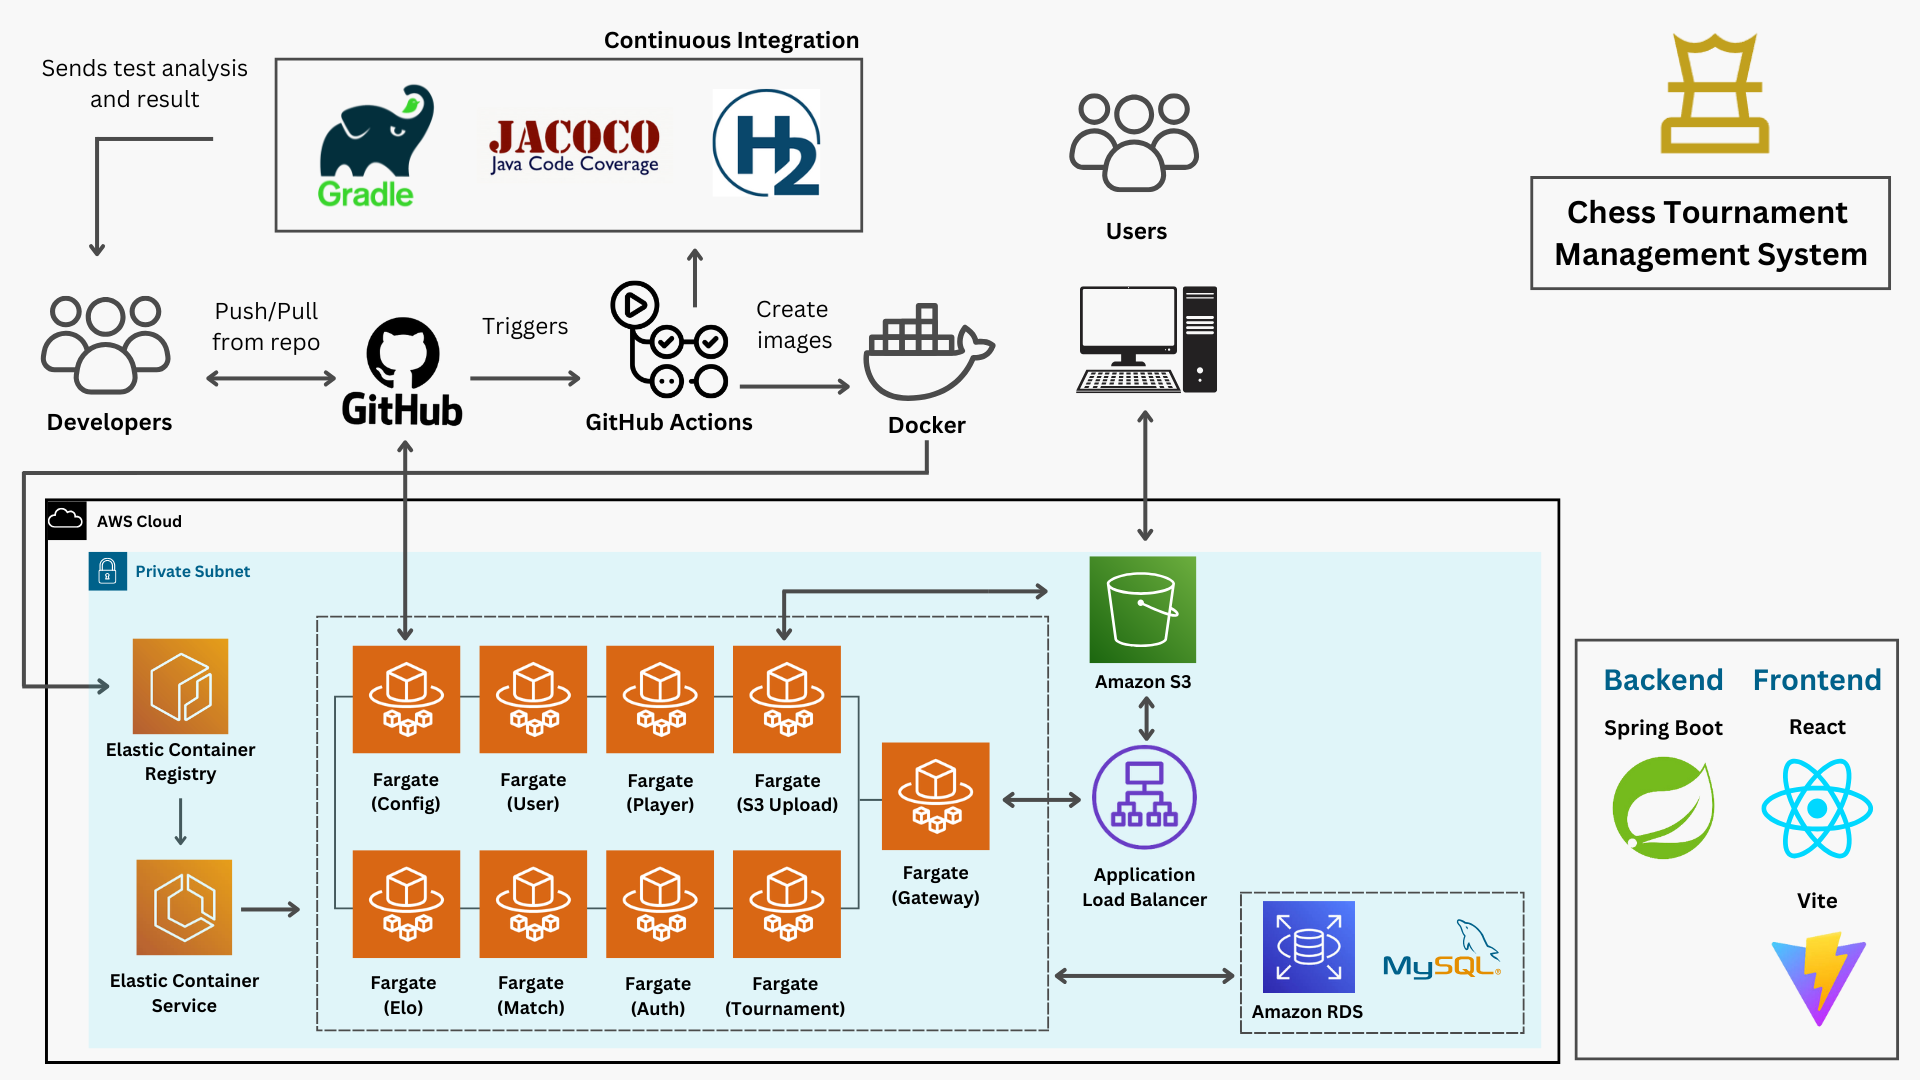 Continuous Integration
Sends test analysis
and result
Gradle
JACOCO
Java Code Coverage
H2
Users
Chess Tournament
Management System
Developers
Push/Pull
from repo
GitHub
Triggers
GitHub Actions
Create
images
Docker
AWS Cloud
Private Subnet
Elastic Container
Registry
Elastic Container
Service
Fargate
(Config)
Fargate
(User)
Fargate
(Player)
Fargate
(S3 Upload)
Fargate
(Elo)
Fargate
(Match)
Fargate
(Auth)
Fargate
(Tournament)
Fargate
(Gateway)
Amazon S3
Application
Load Balancer
Amazon RDS
MySQL®
Backend
Spring Boot
Frontend
React
Vite